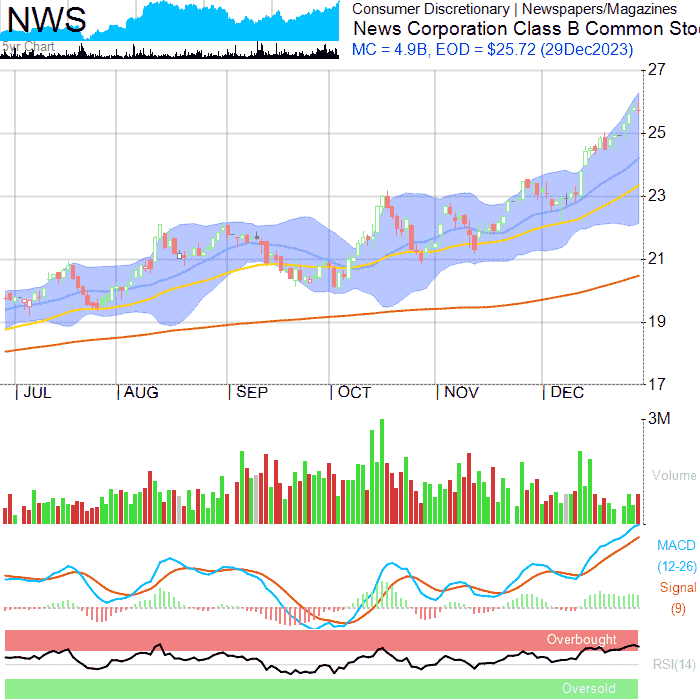 NWS
5yr Chart
Consumer Discretionary | Newspapers/Magazines
News Corporation Class B Common Sto
MC = 4.9B, EOD = $25.72 (29Dec2023)
27
25
23
21
19
17
|JUL |AUG |SEP |OCT |NOV |DEC
3M
Volume
MACD
(12-26)
Signal
(9)
Overbought
RSI(14)
Oversold